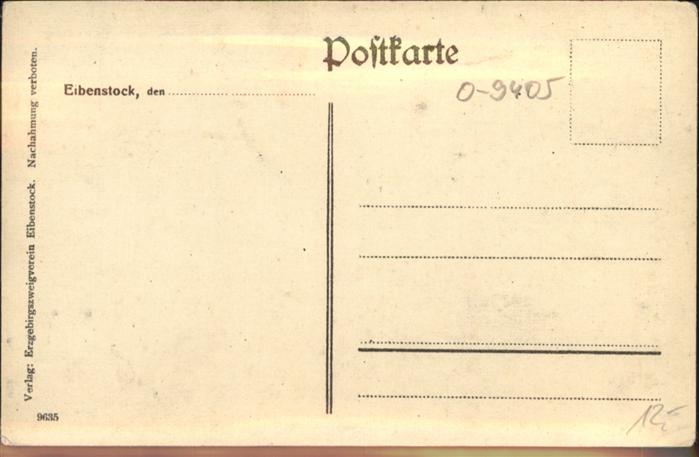 Postkarte
O-9405
Eibenstock, den
Verlag: Erzgebirgszweigverein Eibenstock. Nachahmung verboten.
9635
12,-